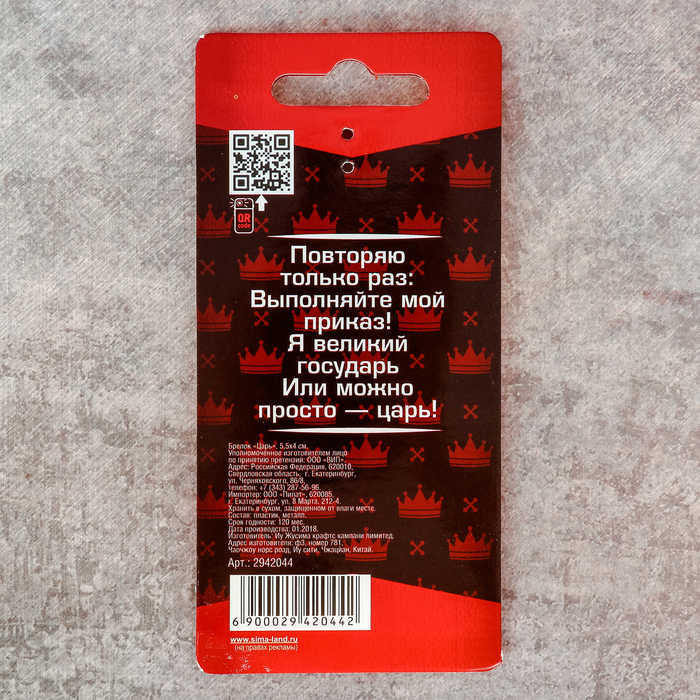 QR
code
Повторяю
только раз:
Выполняйте мой
приказ!
Я великий
государь
Или можно
просто — царь!
Брелок «Царь», 5,5х4 см.
Уполномоченное изготовителем лицо
по принятию претензий: ООО «ВИП».
Адрес: Российская Федерация, 620010,
Свердловская область, г. Екатеринбург,
ул. Черняховского, 86/8,
телефон: +7 (343) 287-56-96.
Импортер: ООО «Пилат», 620085,
г. Екатеринбург, ул. 8 Марта, 212-4.
Хранить в сухом, защищенном от влаги месте.
Состав: пластик, металл.
Срок годности: 120 мес.
Дата производства: 01.2018.
Изготовитель: Иу Жусима крафтс кампани лимитед.
Адрес изготовителя: ф3, номер 781,
Чаочжоу норс роад, Иу сити, Чжэцзян, Китай.
Арт.: 2942044
6 900029 420442
www.sima-land.ru
(на правах рекламы)